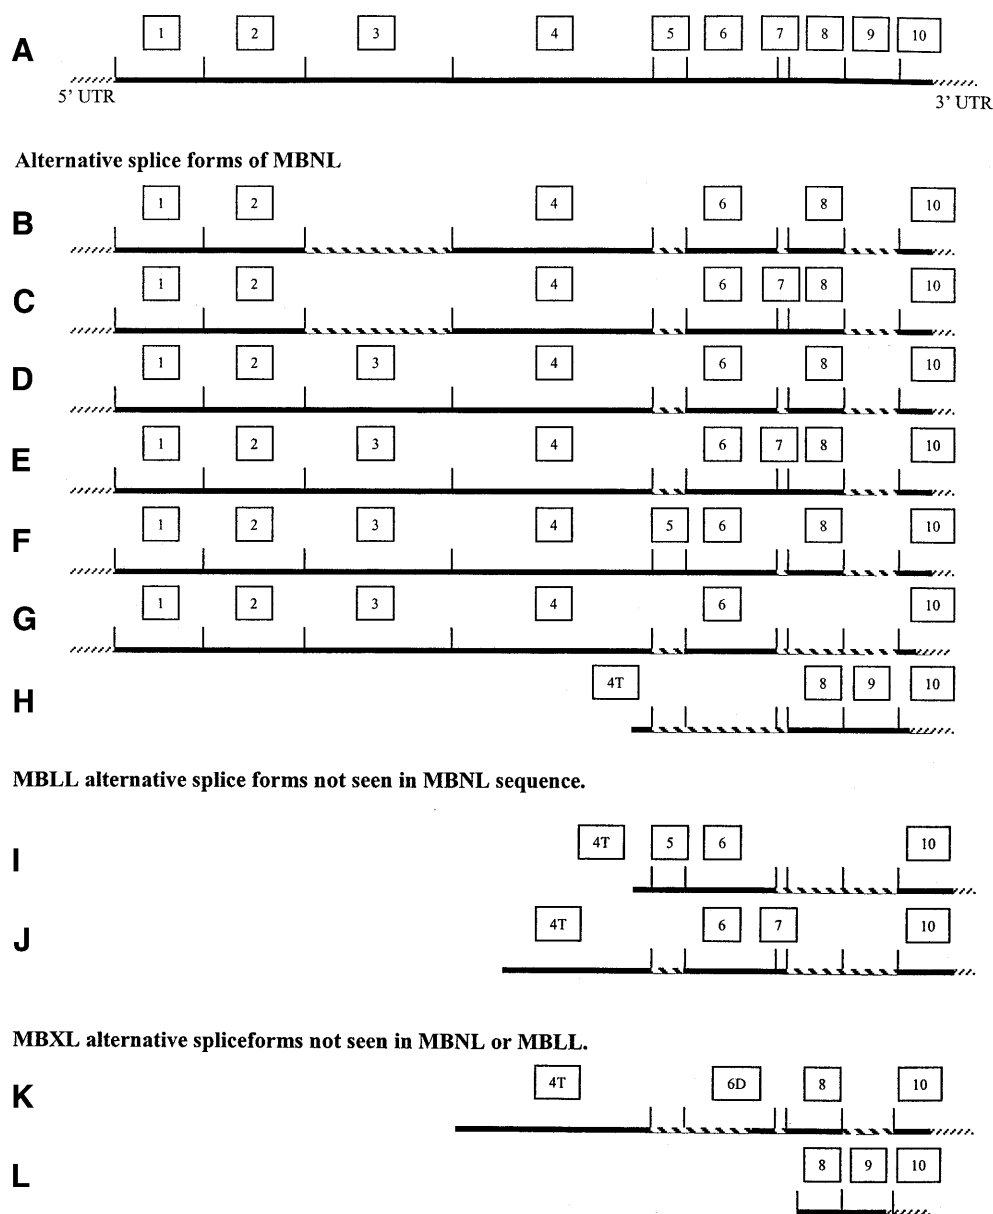 1 2 3 4 5 6 7 8 9 10
A
5' UTR 3' UTR
Alternative splice forms of MBNL
1 2 4 6 8 10
B
1 2 4 6 7 8 10
C
1 2 3 4 6 8 10
D
1 2 3 4 6 7 8 10
E
1 2 3 4 5 6 8 10
F
1 2 3 4 6 10
G
4T 8 9 10
H
MBLL alternative splice forms not seen in MBNL sequence.
4T 5 6 10
I
4T 6 7 10
J
MBXL alternative spliceforms not seen in MBNL or MBLL.
4T 6D 8 10
K
8 9 10
L